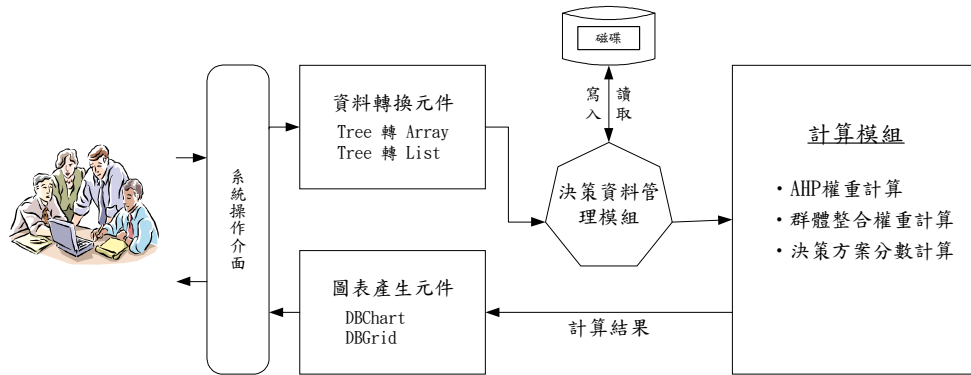 磁碟
寫入
讀取
資料轉換元件
Tree 轉 Array
Tree 轉 List
系統操作介面
決策資料管
理模組
計算模組
・AHP權重計算
・群體整合權重計算
・決策方案分數計算
圖表產生元件
DBChart
DBGrid
計算結果